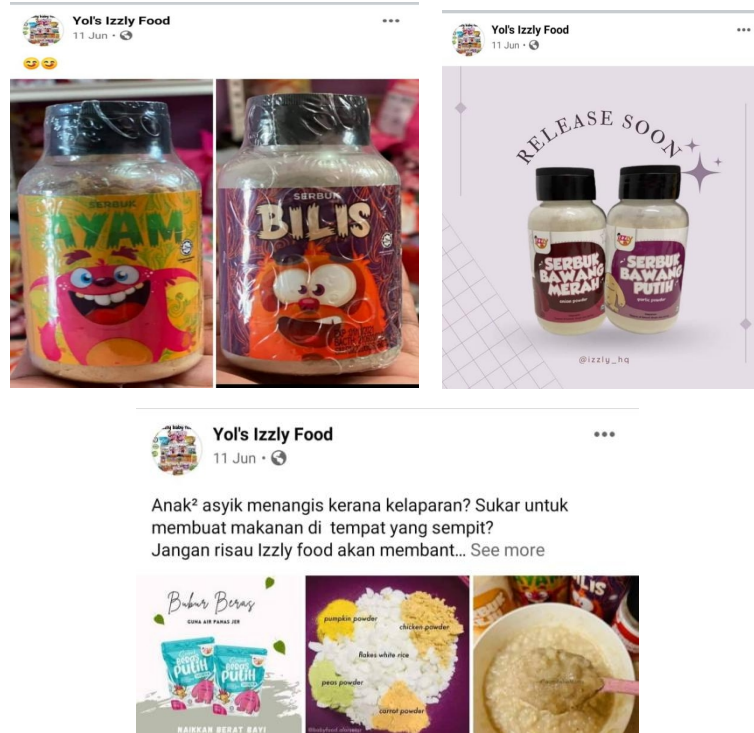 Yol's Izzly Food
11 Jun
SERBUK
AYAM
SERBUK
BILIS
Yol's Izzly Food
11 Jun
RELEASE SOON
SERBUK
BAWANG
MERAH
onion powder
SERBUK
BAWANG
PUTIH
garlic powder
@izzly_hq
Yol's Izzly Food
11 Jun
Anak² asyik menangis kerana kelaparan? Sukar untuk
membuat makanan di tempat yang sempit?
Jangan risau Izzly food akan membant... See more
Bubur Beras
GUNA AIR PANAS JER
PUTIH
NAIKKAN BERAT BAYI
pumpkin powder
chicken powder
flakes white rice
peas powder
carrot powder